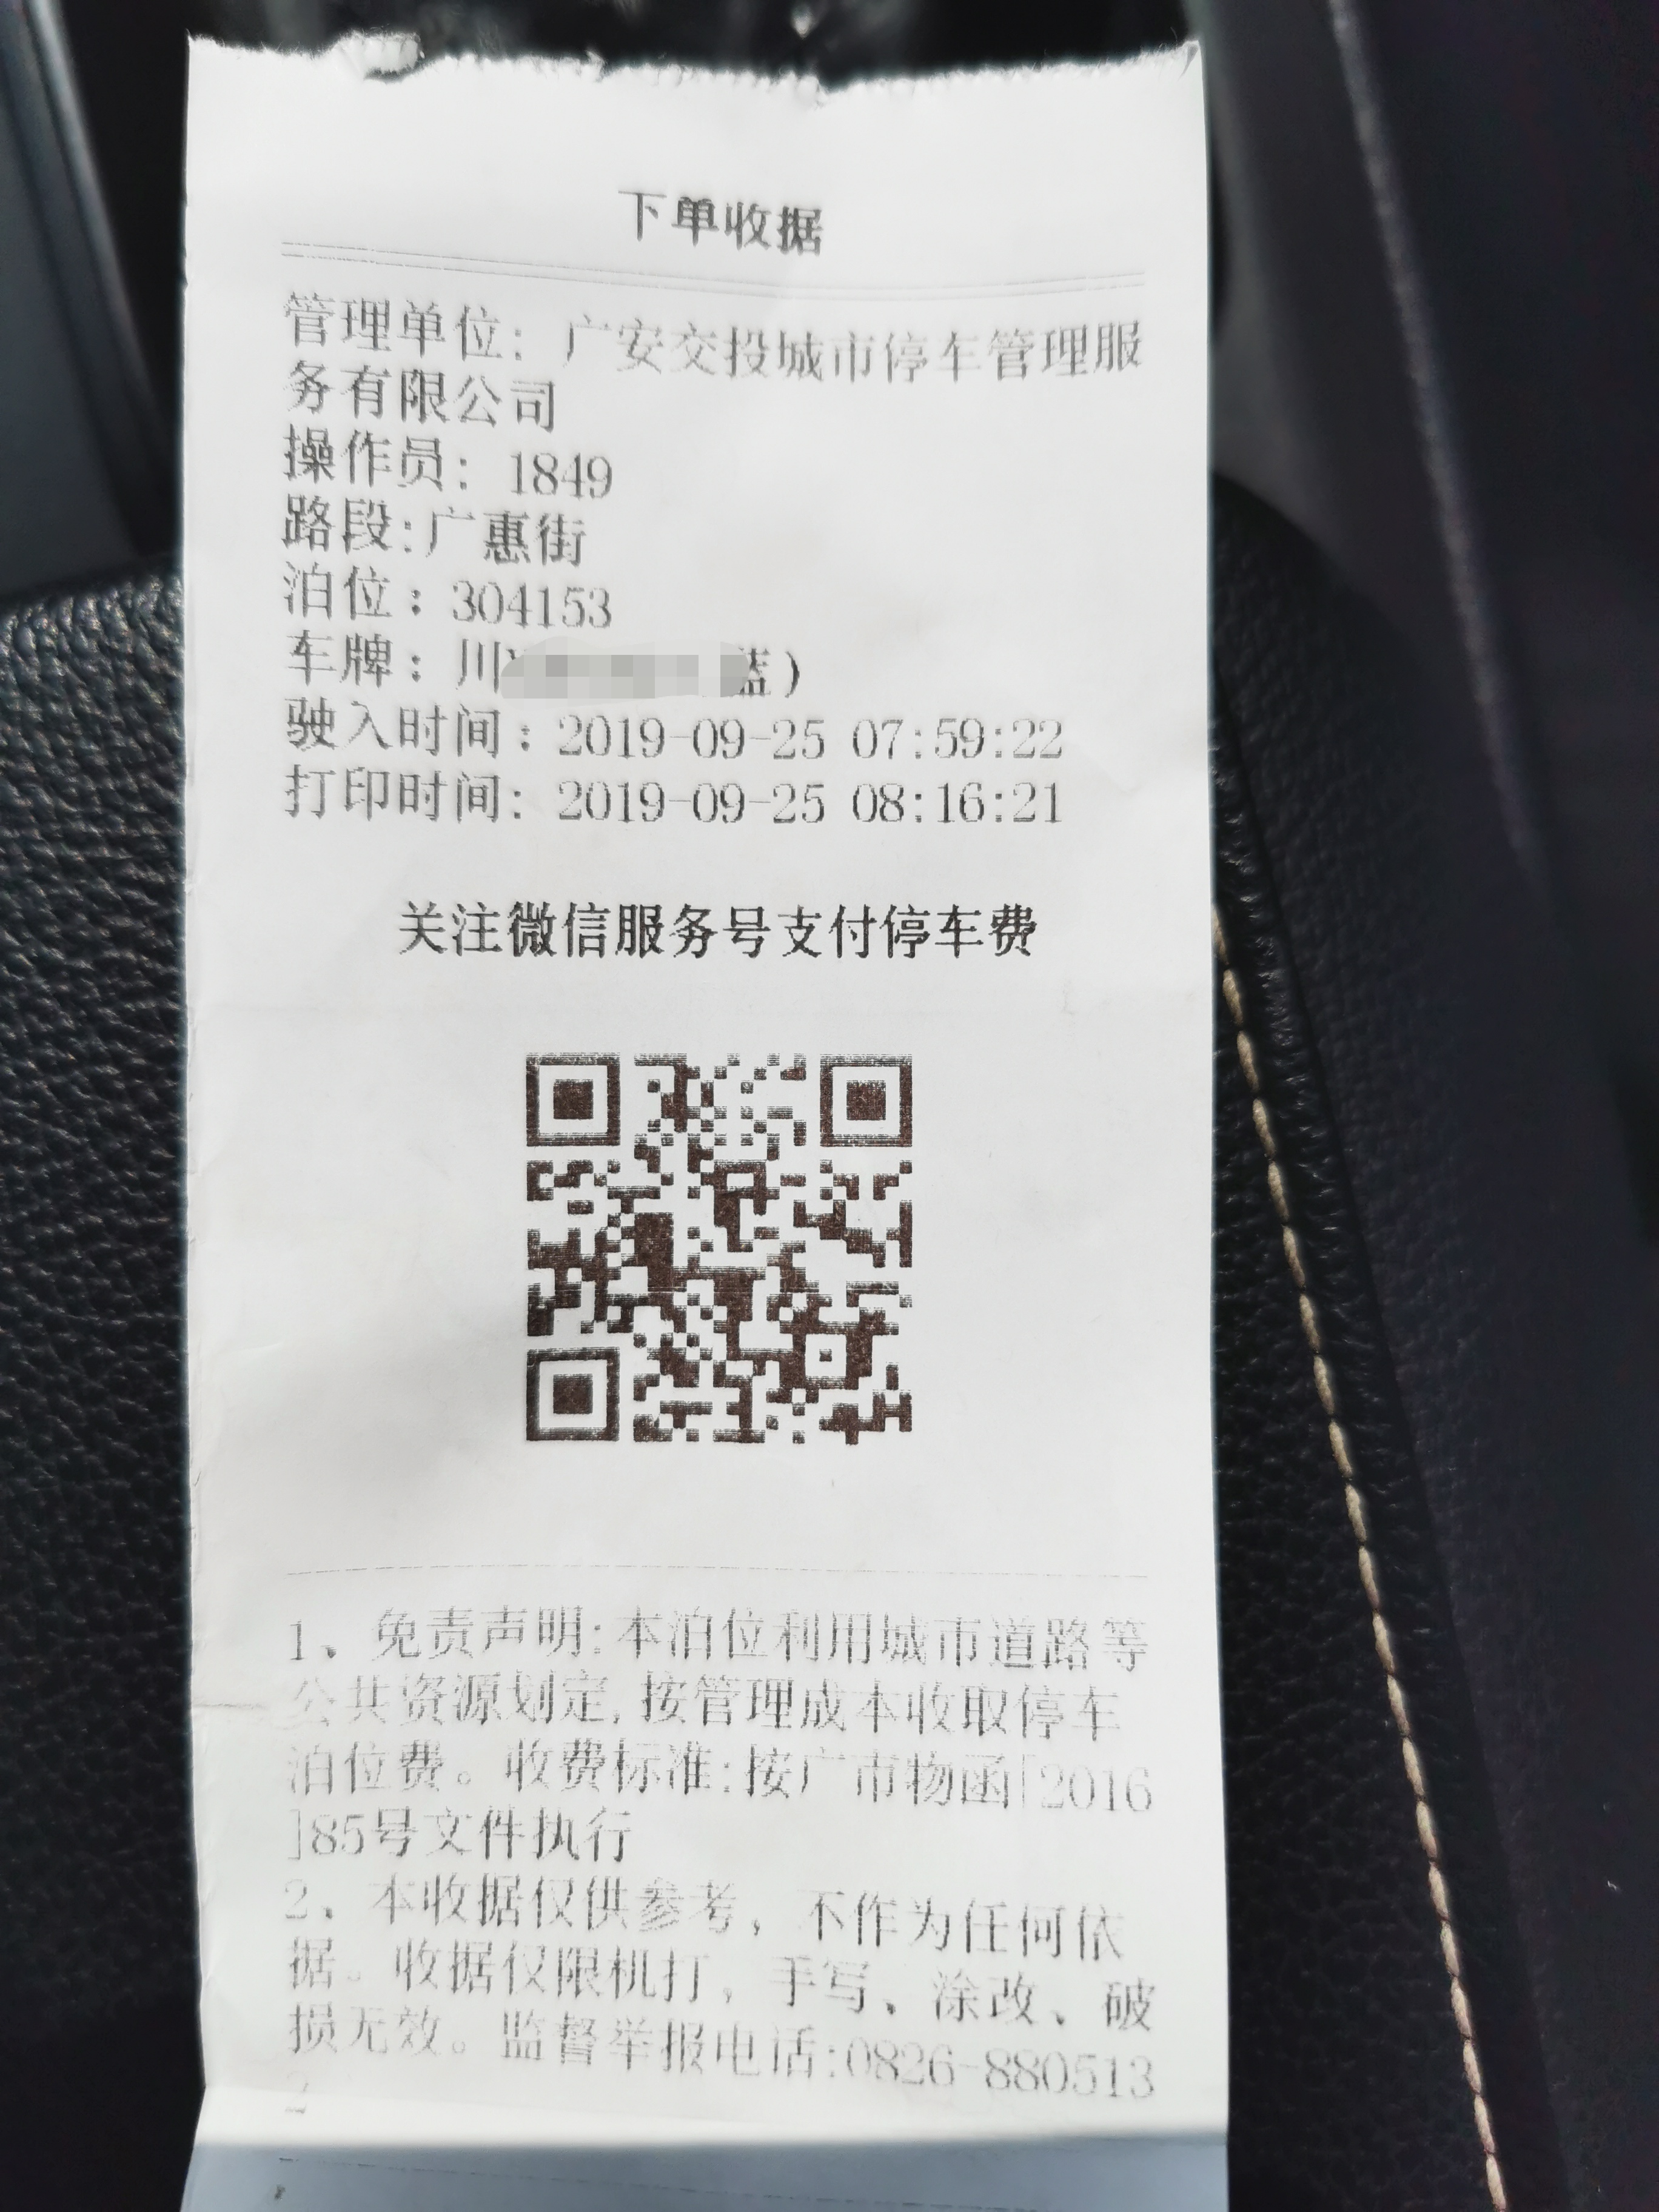 下单收据
管理单位: 广安交投城市停车管理服
务有限公司
操作员: 1849
路段:广惠街
泊位: 304153
车牌: 川 蓝)
驶入时间: 2019-09-25 07:59:22
打印时间: 2019-09-25 08:16:21
关注微信服务号支付停车费
1、免责声明:本泊位利用城市道路等
公共资源划定,按管理成本收取停车
泊位费。收费标准:按广市物函[2016
]85号文件执行
2、本收据仅供参考, 不作为任何依
据。收据仅限机打, 手写、涂改、破
损无效。监督举报电话:0826-880513
2